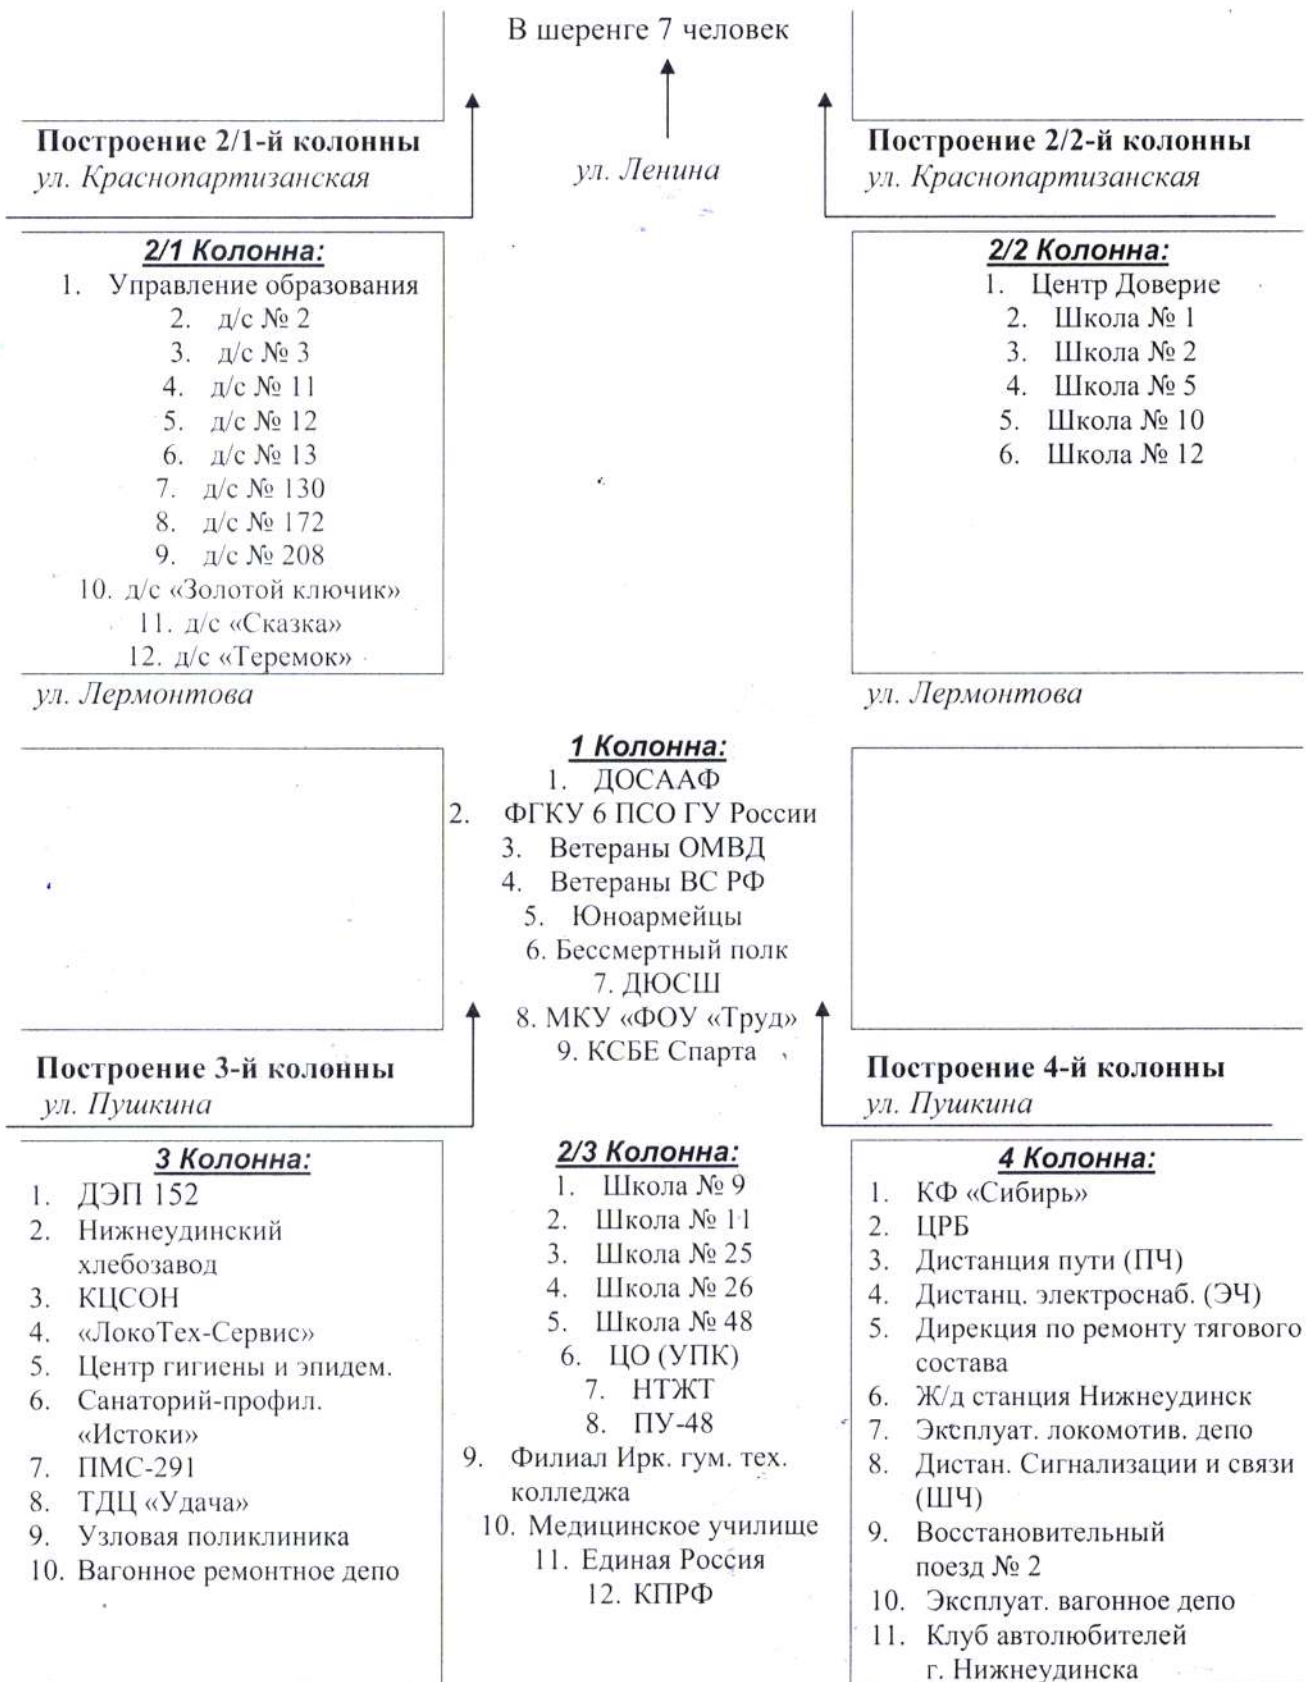 В шеренге 7 человек
Построение 2/1-й колонны
ул. Краснопартизанская
ул. Ленина
Построение 2/2-й колонны
ул. Краснопартизанская
2/1 Колонна:
1. Управление образования
2. д/с № 2
3. д/с № 3
4. д/с № 11
5. д/с № 12
6. д/с № 13
7. д/с № 130
8. д/с № 172
9. д/с № 208
10. д/с «Золотой ключик»
11. д/с «Сказка»
12. д/с «Теремок»
ул. Лермонтова
2/2 Колонна:
1. Центр Доверие
2. Школа № 1
3. Школа № 2
4. Школа № 5
5. Школа № 10
6. Школа № 12
ул. Лермонтова
1 Колонна:
1. ДОСААФ
2. ФГКУ 6 ПСО ГУ России
3. Ветераны ОМВД
4. Ветераны ВС РФ
5. Юноармейцы
6. Бессмертный полк
7. ДЮСШ
8. МКУ «ФОУ «Труд»
9. КСБЕ Спарта
Построение 3-й колонны
ул. Пушкина
Построение 4-й колонны
ул. Пушкина
3 Колонна:
1. ДЭП 152
2. Нижнеудинский
хлебозавод
3. КЦСОН
4. «ЛокоТех-Сервис»
5. Центр гигиены и эпидем.
6. Санаторий-профил.
«Истоки»
7. ПМС-291
8. ТДЦ «Удача»
9. Узловая поликлиника
10. Вагонное ремонтное депо
2/3 Колонна:
1. Школа № 9
2. Школа № 11
3. Школа № 25
4. Школа № 26
5. Школа № 48
6. ЦО (УПК)
7. НТЖТ
8. ПУ-48
9. Филиал Ирк. гум. тех.
колледжа
10. Медицинское училище
11. Единая Россия
12. КПРФ
4 Колонна:
1. КФ «Сибирь»
2. ЦРБ
3. Дистанция пути (ПЧ)
4. Дистанц. электроснаб. (ЭЧ)
5. Дирекция по ремонту тягового
состава
6. Ж/д станция Нижнеудинск
7. Эксплуат. локомотив. депо
8. Дистан. Сигнализации и связи
(ШЧ)
9. Восстановительный
поезд № 2
10. Эксплуат. вагонное депо
11. Клуб автолюбителей
г. Нижнеудинска